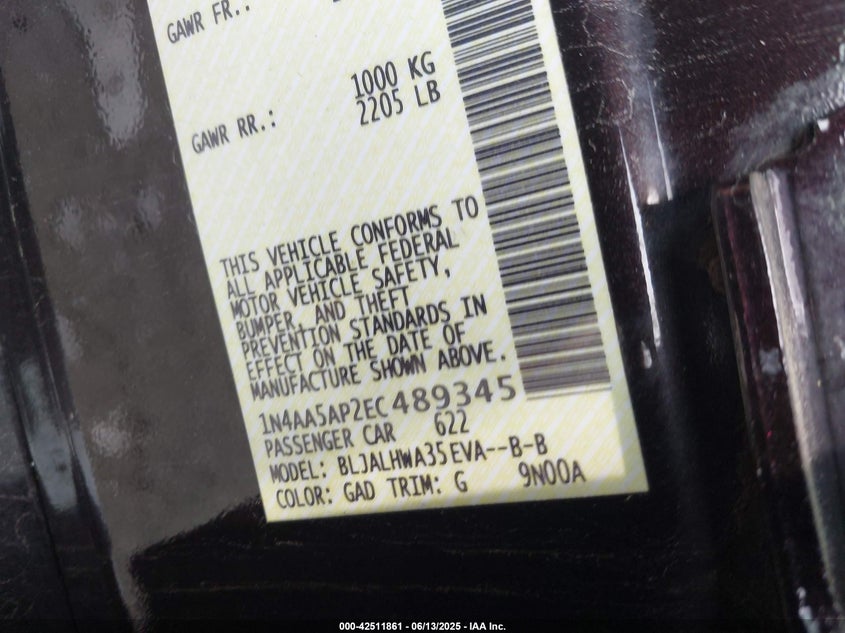 GAWR FR.:
1000 KG
2205 LB
GAWR RR.:
THIS VEHICLE CONFORMS TO
ALL APPLICABLE FEDERAL
MOTOR VEHICLE SAFETY,
BUMPER, AND THEFT
PREVENTION STANDARDS IN
EFFECT ON THE DATE OF
MANUFACTURE SHOWN ABOVE.
1N4AA5AP2EC489345
PASSENGER CAR 622
MODEL: BLJALHWA35EVA--B-B
COLOR: GAD TRIM: G 9N00A
000-42511861 - 06/13/2025 - IAA Inc.